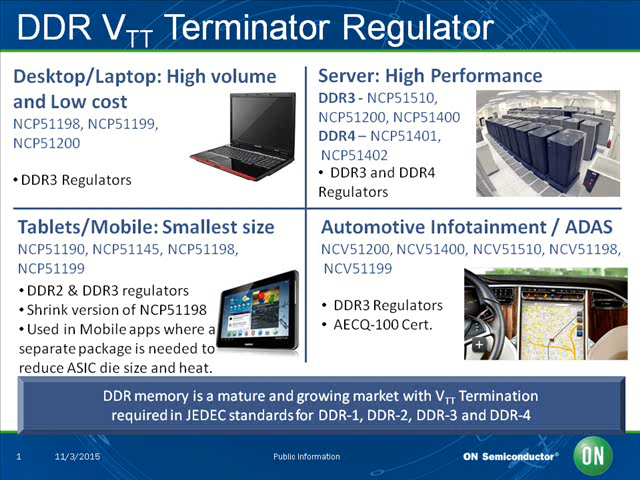 DDR VTT Terminator Regulator
Desktop/Laptop: High volume
and Low cost
NCP51198, NCP51199,
NCP51200
• DDR3 Regulators
Server: High Performance
DDR3 - NCP51510,
NCP51200, NCP51400
DDR4 – NCP51401,
NCP51402
• DDR3 and DDR4
Regulators
Tablets/Mobile: Smallest size
NCP51190, NCP51145, NCP51198,
NCP51199
• DDR2 & DDR3 regulators
• Shrink version of NCP51198
• Used in Mobile apps where a
separate package is needed to
reduce ASIC die size and heat.
Automotive Infotainment / ADAS
NCV51200, NCV51400, NCV51510, NCV51198,
NCV51199
• DDR3 Regulators
• AECQ-100 Cert.
DDR memory is a mature and growing market with VTT Termination
required in JEDEC standards for DDR-1, DDR-2, DDR-3 and DDR-4
1 11/3/2015 Public Information ON Semiconductor® ON